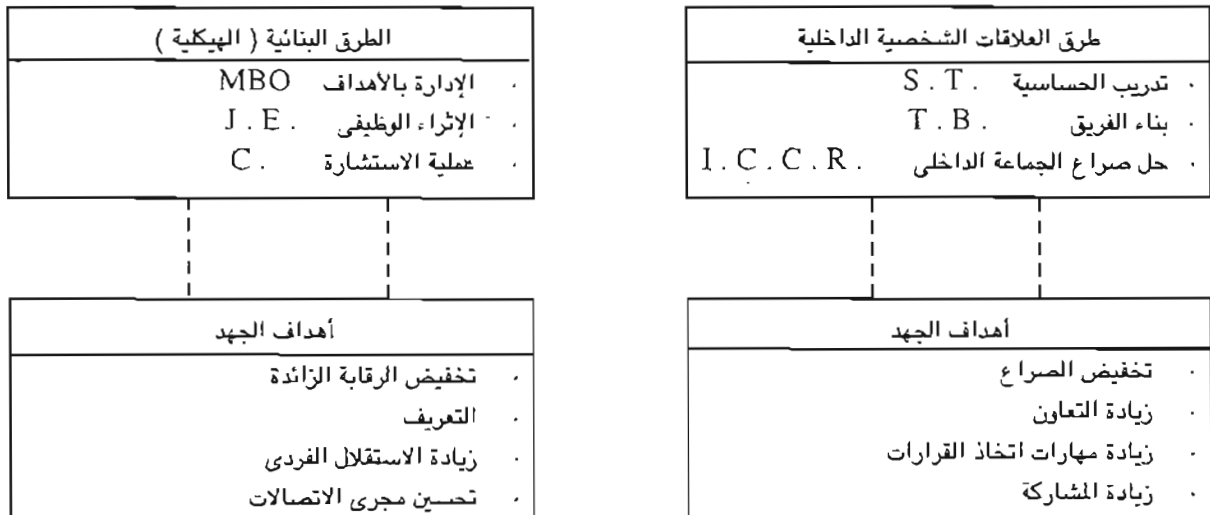 طرق العلاقات الشخصية الداخلية
· تدريب الحساسية S . T .
· بناء الفريق T . B .
· حل صراع الجماعة الداخلى I . C . C . R .
أهداف الجهد
· تخفيض الصراع
· زيادة التعاون
· زيادة مهارات اتخاذ القرارات
· زيادة المشاركة
الطرق البنائية ( الهيكلية )
· الإدارة بالأهداف MBO
· الإثراء الوظيفى J . E .
· عملية الاستشارة C .
أهداف الجهد
· تخفيض الرقابة الزائدة
· التعريف
· زيادة الاستقلال الفردى
· تحسين مجرى الاتصالات